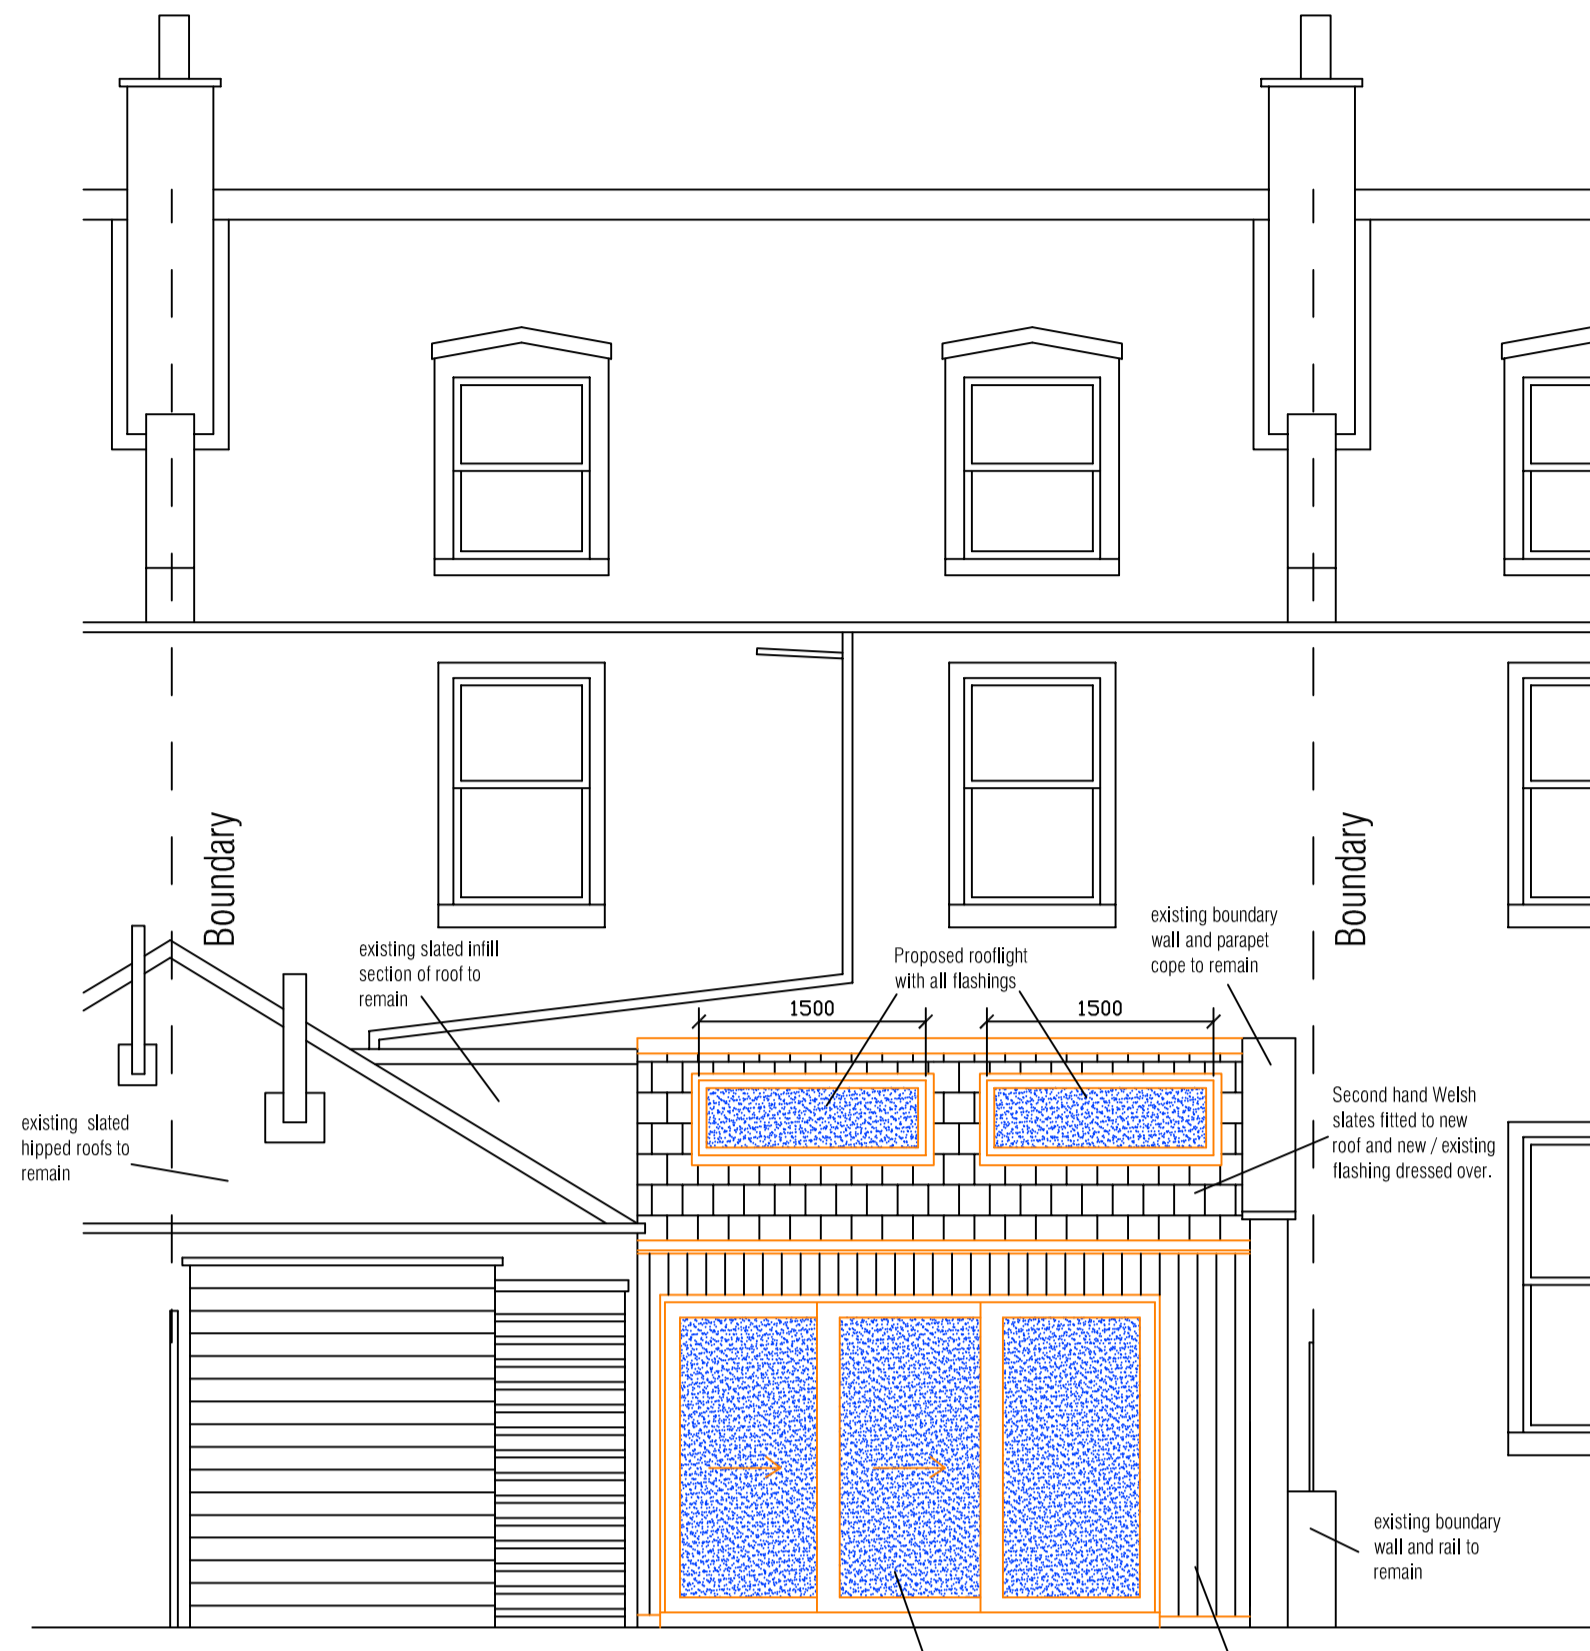 Boundary
Boundary
existing slated infill
section of roof to
remain
Proposed rooflight
with all flashings
existing boundary
wall and parapet
cope to remain
1500
1500
existing slated
hipped roofs to
remain
Second hand Welsh
slates fitted to new
roof and new / existing
flashing dressed over.
existing boundary
wall and rail to
remain